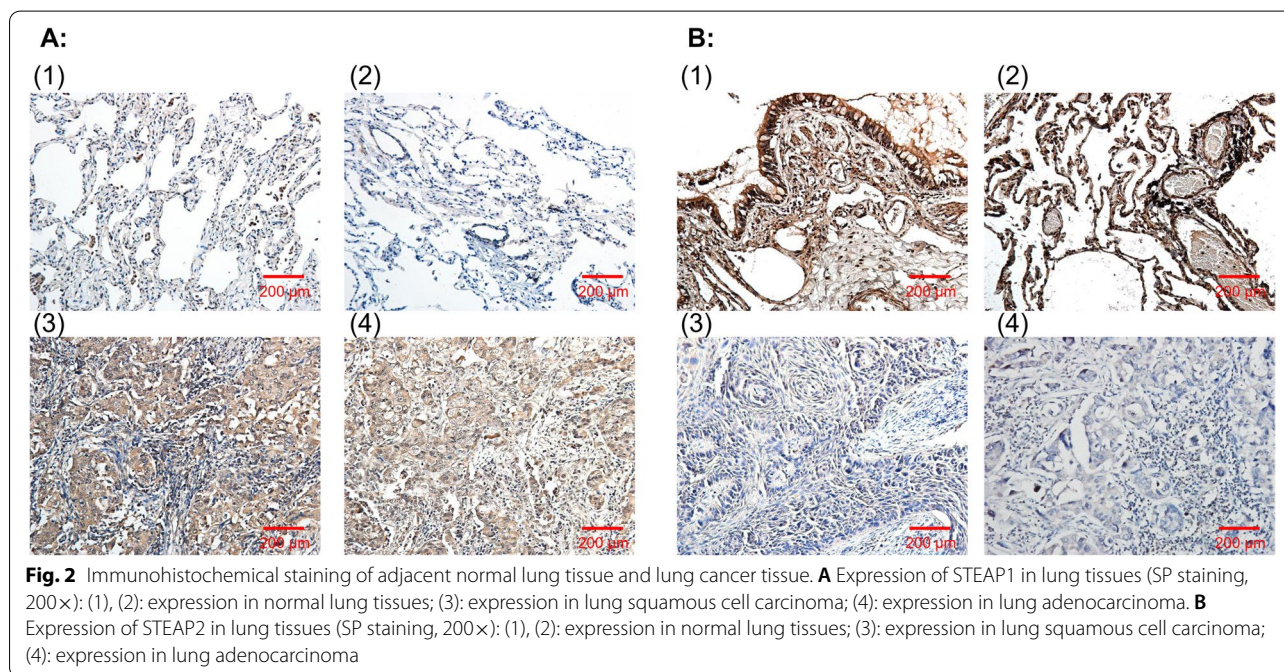 A:
B:
(1)
(2)
(1)
(2)
200 µm
200 µm
200 µm
200 µm
(3)
(4)
(3)
(4)
200 µm
200 µm
200 µm
200 µm
Fig. 2 Immunohistochemical staining of adjacent normal lung tissue and lung cancer tissue. A Expression of STEAP1 in lung tissues (SP staining,
200×): (1), (2): expression in normal lung tissues; (3): expression in lung squamous cell carcinoma; (4): expression in lung adenocarcinoma. B
Expression of STEAP2 in lung tissues (SP staining, 200×): (1), (2): expression in normal lung tissues; (3): expression in lung squamous cell carcinoma;
(4): expression in lung adenocarcinoma